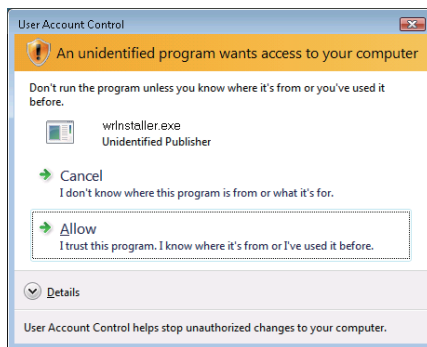 User Account Control
An unidentified program wants access to your computer
Don't run the program unless you know where it's from or you've used it
before.
wrInstaller.exe
Unidentified Publisher
Cancel
I don't know where this program is from or what it's for.
Allow
I trust this program. I know where it's from or I've used it before.
Details
User Account Control helps stop unauthorized changes to your computer.